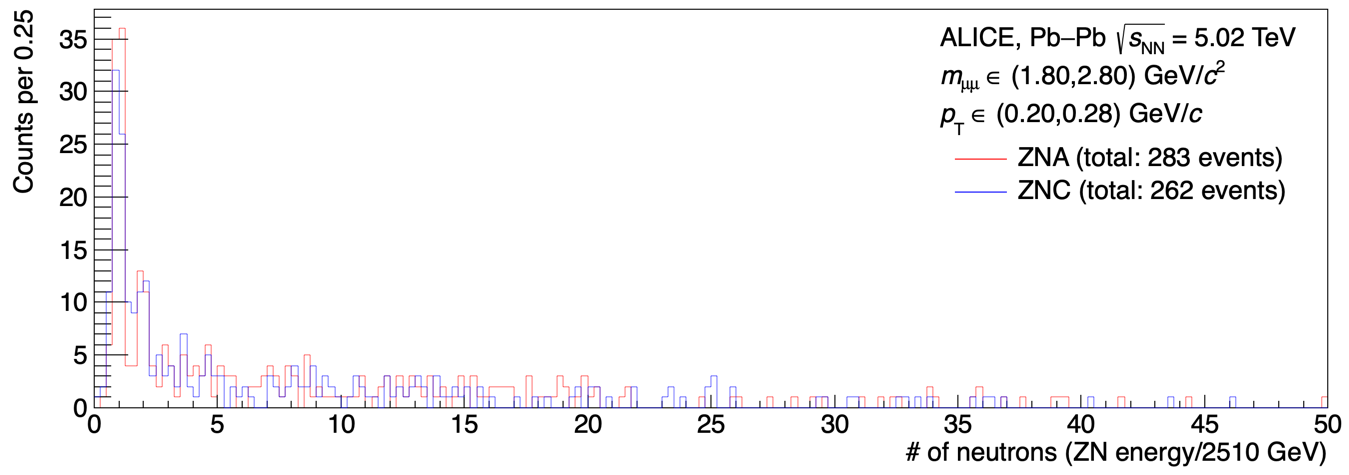 Counts per 0.25
35
30
25
20
15
10
5
0
ALICE, Pb–Pb √sNN = 5.02 TeV
mμμ ∈ (1.80,2.80) GeV/c²
pT ∈ (0.20,0.28) GeV/c
ZNA (total: 283 events)
ZNC (total: 262 events)
0 5 10 15 20 25 30 35 40 45 50
# of neutrons (ZN energy/2510 GeV)